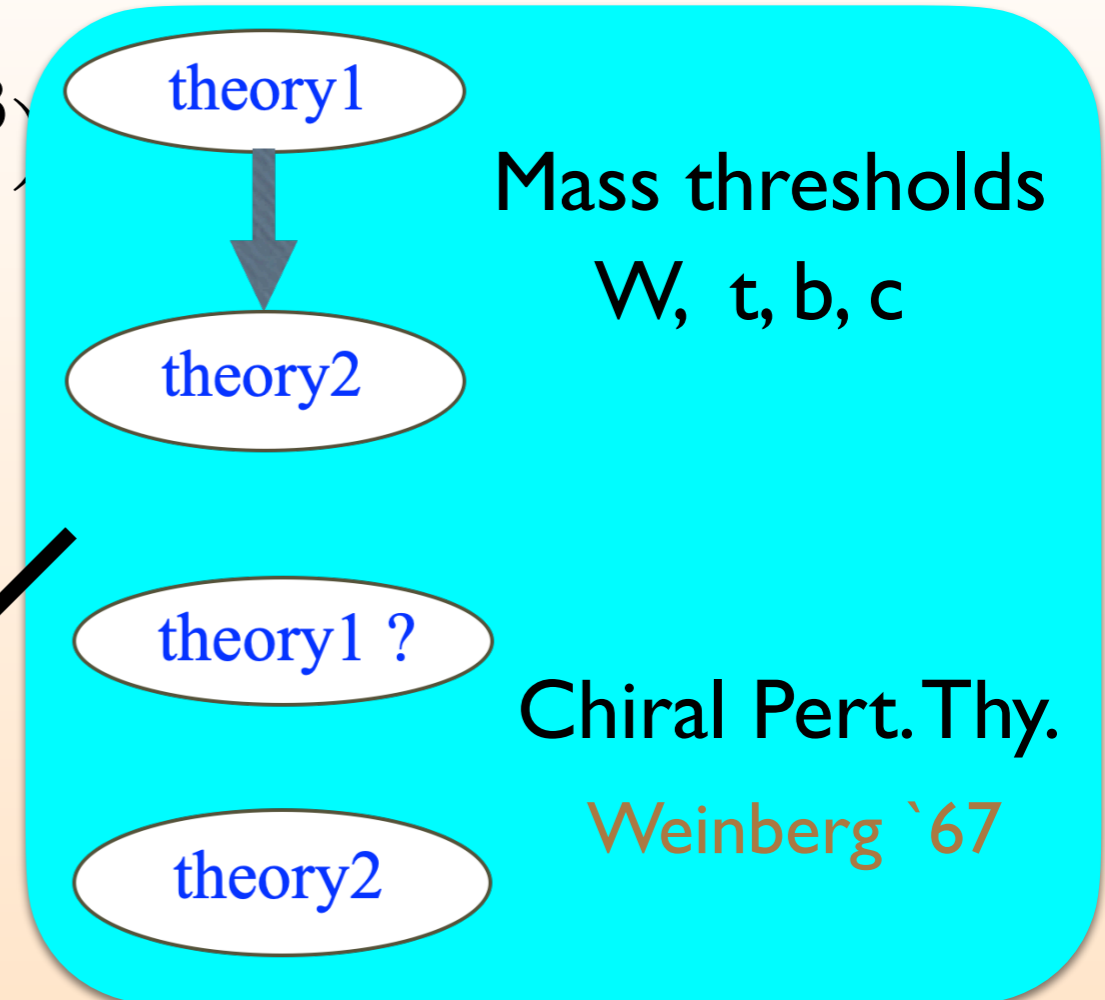 theory1
Mass thresholds
W, t, b, c
theory2
theory1 ?
Chiral Pert. Thy.
Weinberg `67
theory2